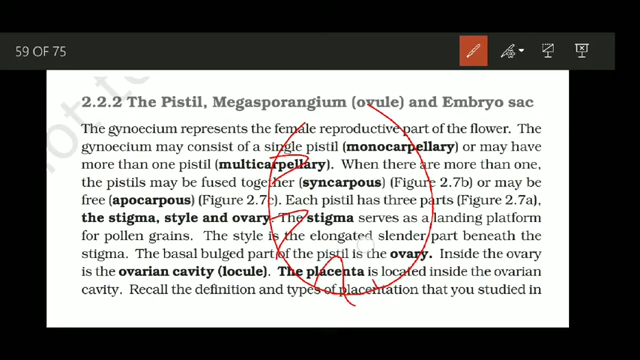 59 OF 75
2.2.2 The Pistil, Megasporangium (ovule) and Embryo sac
The gynoecium represents the female reproductive part of the flower. The
gynoecium may consist of a single pistil (monocarpellary) or may have
more than one pistil (multicarpellary). When there are more than one,
the pistils may be fused together (syncarpous) (Figure 2.7b) or may be
free (apocarpous) (Figure 2.7c). Each pistil has three parts (Figure 2.7a),
the stigma, style and ovary. The stigma serves as a landing platform
for pollen grains. The style is the elongated slender part beneath the
stigma. The basal bulged part of the pistil is the ovary. Inside the ovary
is the ovarian cavity (locule). The placenta is located inside the ovarian
cavity. Recall the definition and types of placentation that you studied in